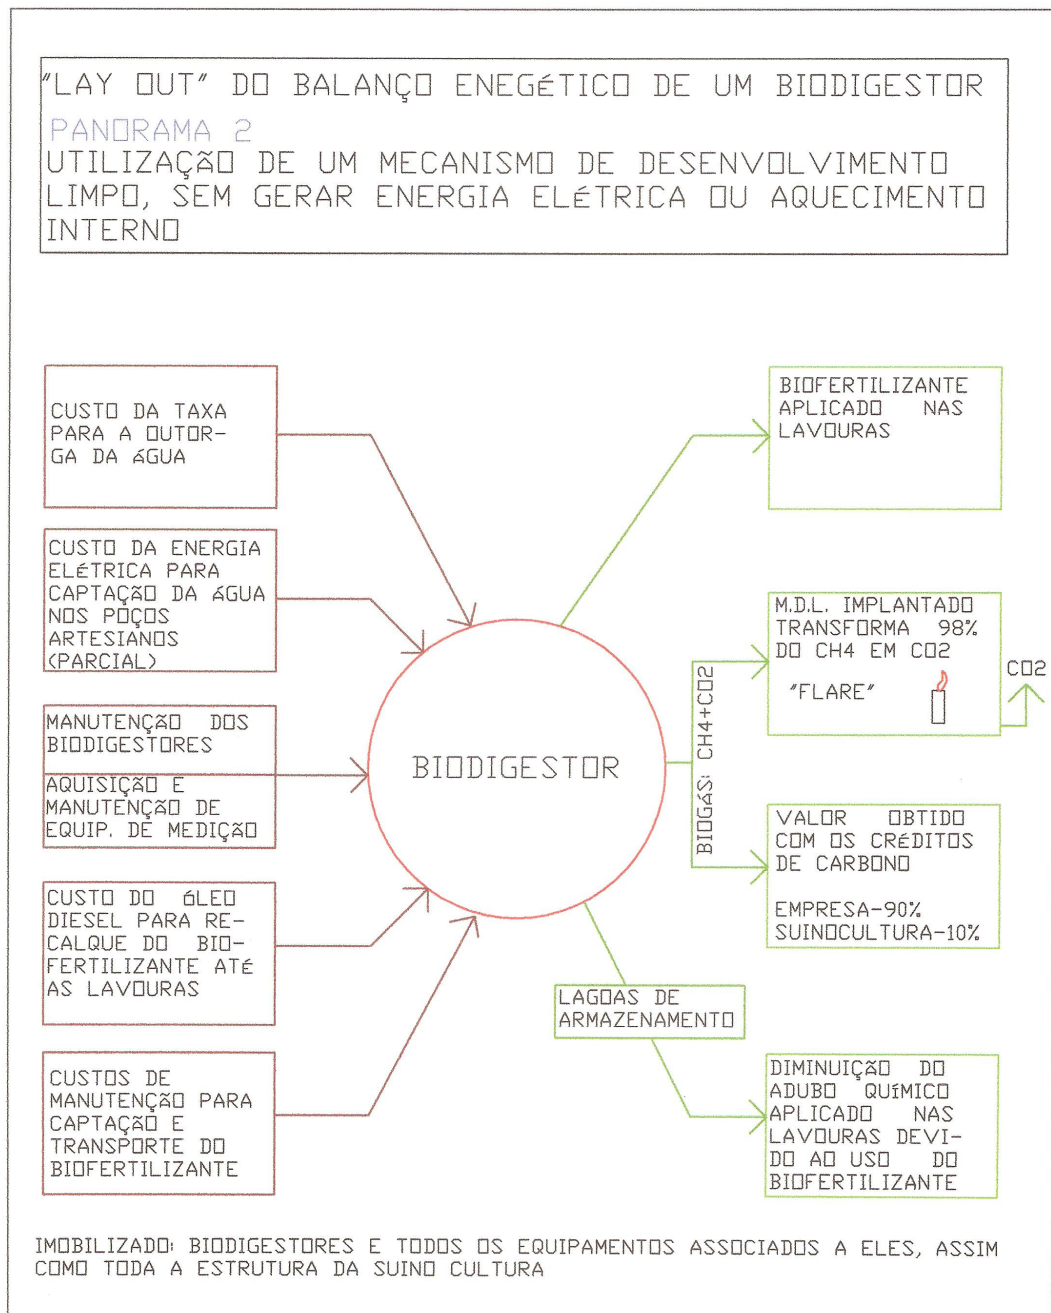 "LAY OUT" DO BALANÇO ENEGÉTICO DE UM BIODIGESTOR
PANORAMA 2
UTILIZAÇÃO DE UM MECANISMO DE DESENVOLVIMENTO
LIMPO, SEM GERAR ENERGIA ELÉTRICA OU AQUECIMENTO
INTERNO
CUSTO DA TAXA
PARA A OUTOR-
GA DA ÁGUA
CUSTO DA ENERGIA
ELÉTRICA PARA
CAPTAÇÃO DA ÁGUA
NOS POÇOS
ARTESIANOS
(PARCIAL)
MANUTENÇÃO DOS
BIODIGESTORES
AQUISIÇÃO E
MANUTENÇÃO DE
EQUIP. DE MEDIÇÃO
CUSTO DO ÓLEO
DIESEL PARA RE-
CALQUE DO BIO-
FERTILIZANTE ATÉ
AS LAVOURAS
CUSTOS DE
MANUTENÇÃO PARA
CAPTAÇÃO E
TRANSPORTE DO
BIOFERTILIZANTE
BIODIGESTOR
BIOGÁS: CH4+CO2
BIOFERTILIZANTE
APLICADO NAS
LAVOURAS
M.D.L. IMPLANTADO
TRANSFORMA 98%
DO CH4 EM CO2
"FLARE"
CO2
VALOR OBTIDO
COM OS CRÉDITOS
DE CARBONO
EMPRESA-90%
SUINOCULTURA-10%
LAGOAS DE
ARMAZENAMENTO
DIMINUIÇÃO DO
ADUBO QUÍMICO
APLICADO NAS
LAVOURAS DEVI-
DO AO USO DO
BIOFERTILIZANTE
IMOBILIZADO: BIODIGESTORES E TODOS OS EQUIPAMENTOS ASSOCIADOS A ELES, ASSIM
COMO TODA A ESTRUTURA DA SUINO CULTURA